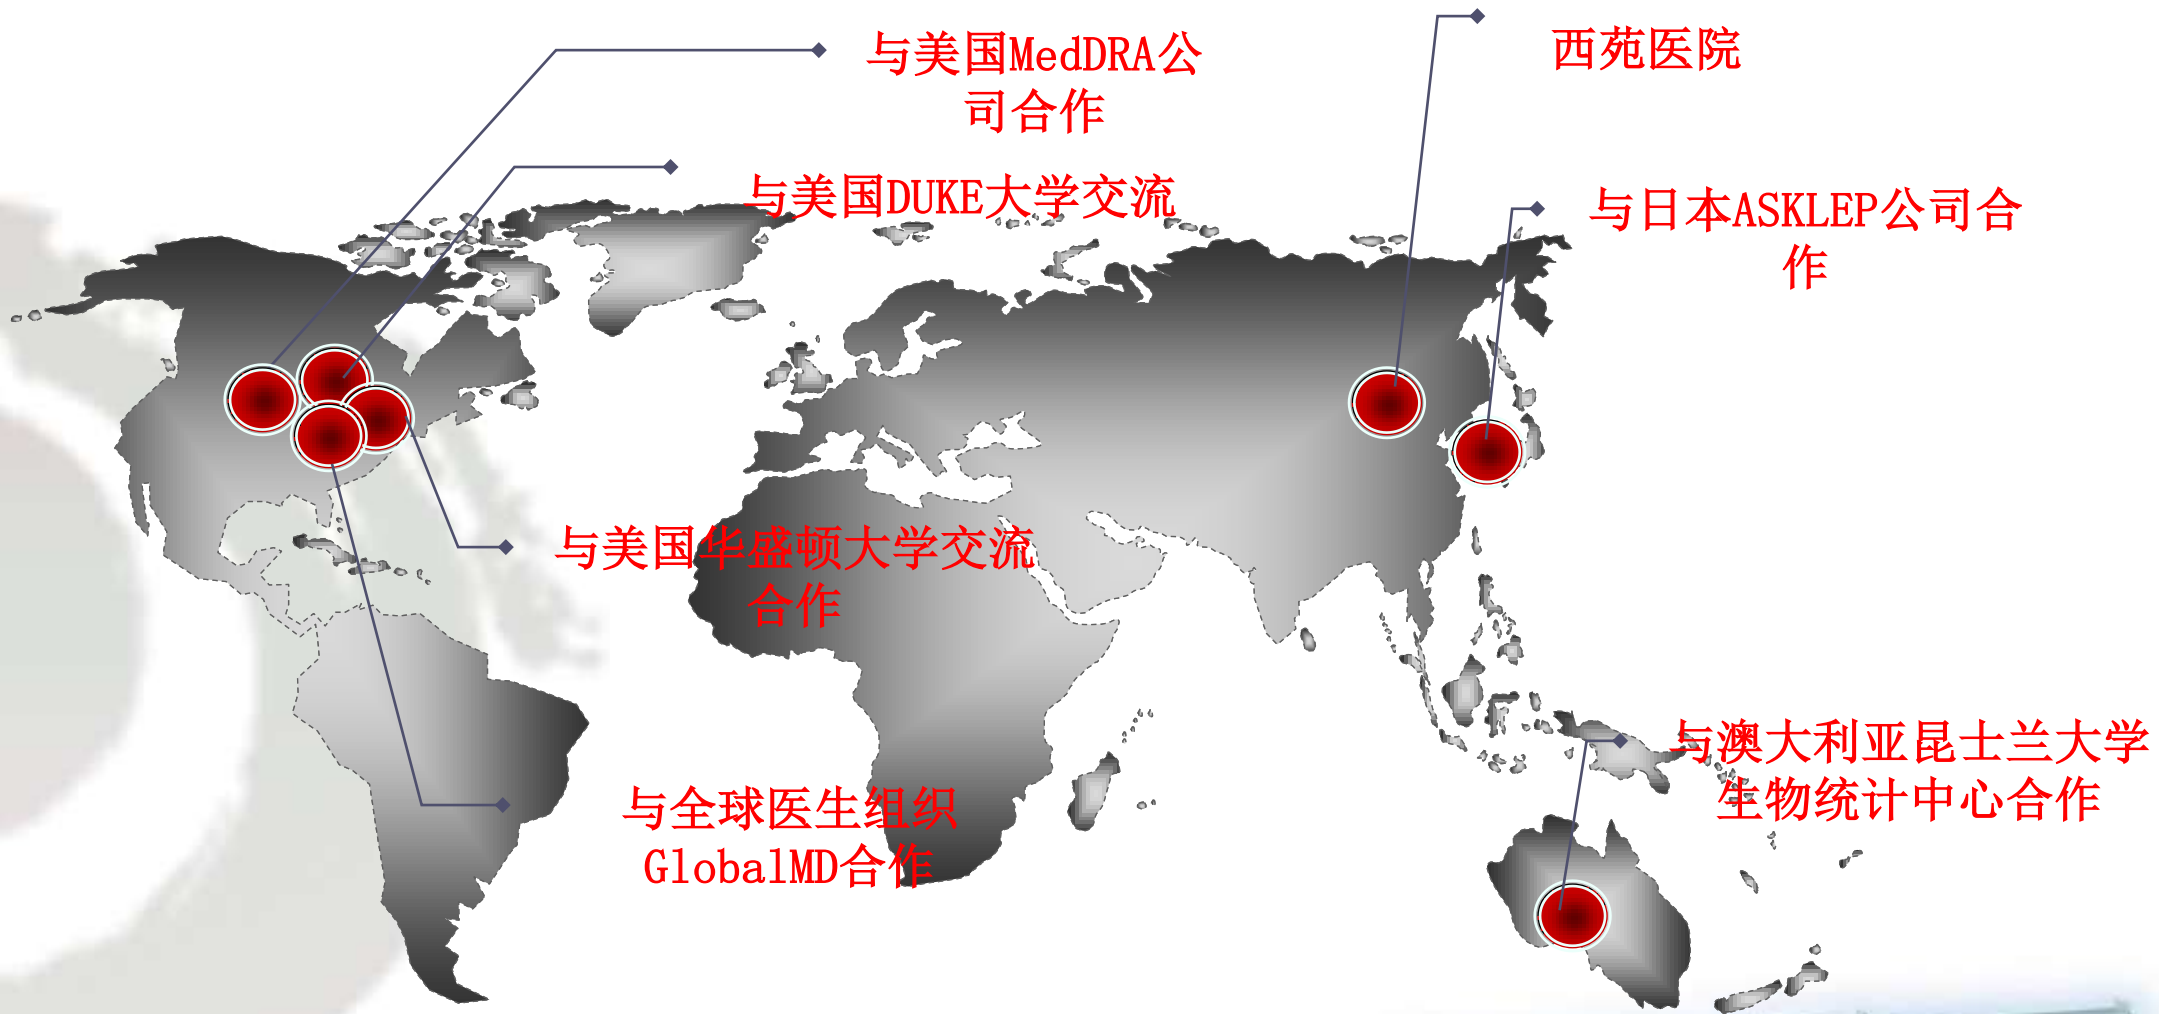 与美国MedDRA公
司合作
西苑医院
与美国DUKE大学交流
与日本ASKLEP公司合
作
与美国华盛顿大学交流
合作
与澳大利亚昆士兰大学
生物统计中心合作
与全球医生组织
GlobalMD合作